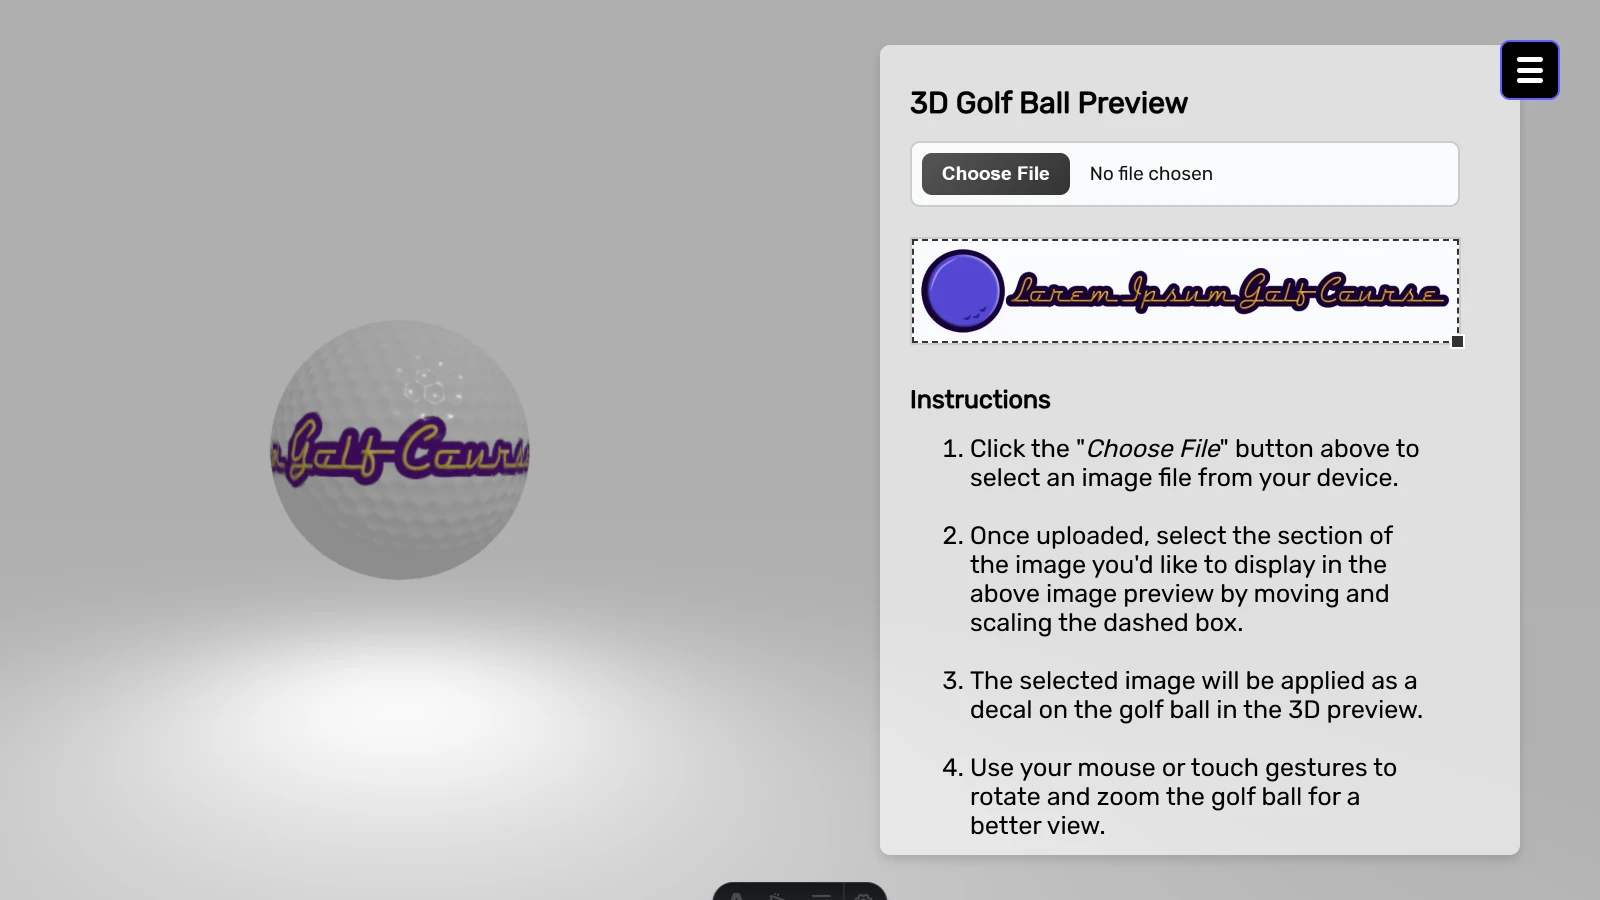 3D Golf Ball Preview
Choose File No file chosen
Lorem Ipsum Golf Course
Golf Cours
Instructions
1. Click the "Choose File" button above to
select an image file from your device.
2. Once uploaded, select the section of
the image you'd like to display in the
above image preview by moving and
scaling the dashed box.
3. The selected image will be applied as a
decal on the golf ball in the 3D preview.
4. Use your mouse or touch gestures to
rotate and zoom the golf ball for a
better view.